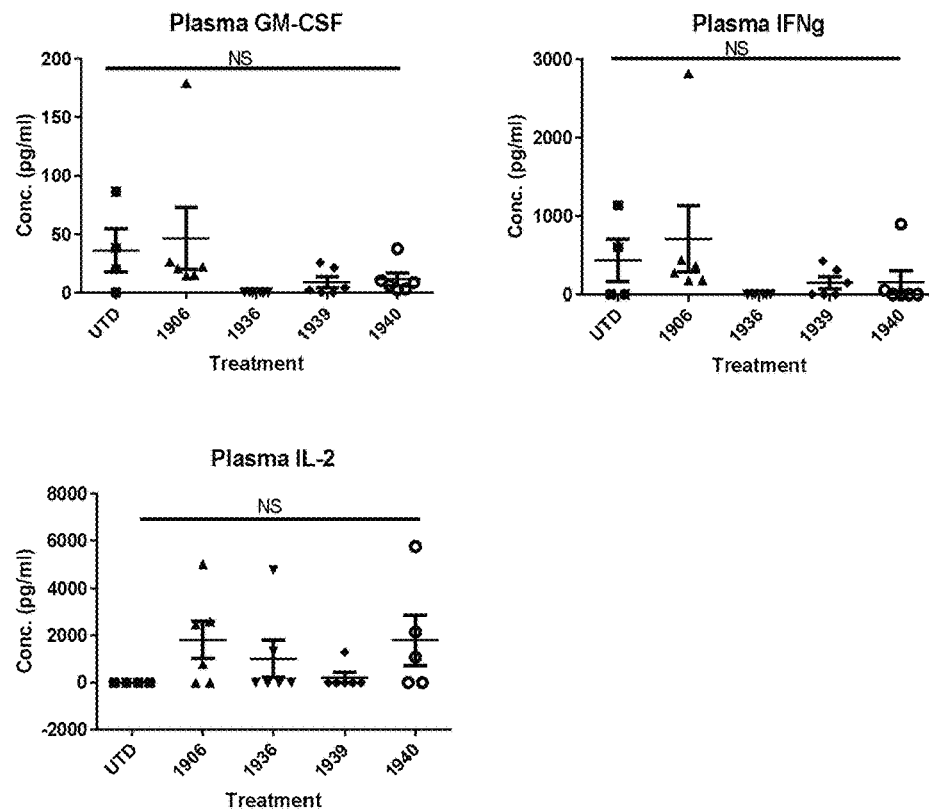 Plasma GM-CSF
NS
200
150
100
50
0
Conc. (pg/ml)
UTD
1906
1936
1939
1940
Treatment
Plasma IFNg
NS
3000
2000
1000
0
Conc. (pg/ml)
UTD
1906
1936
1939
1940
Treatment
Plasma IL-2
NS
8000
6000
4000
2000
0
-2000
Conc. (pg/ml)
UTD
1906
1936
1939
1940
Treatment